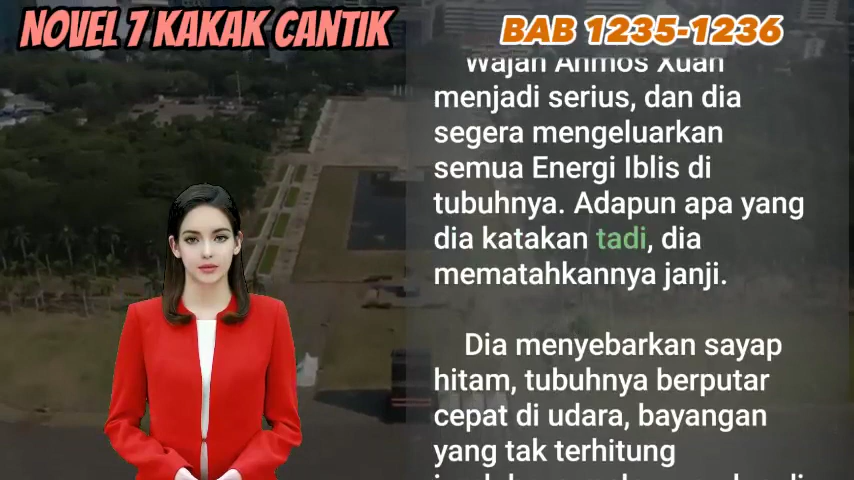 NOVEL 7 KAKAK CANTIK
BAB 1235-1236
Wajah Anmos Xuan
menjadi serius, dan dia
segera mengeluarkan
semua Energi Iblis di
tubuhnya. Adapun apa yang
dia katakan tadi, dia
mematahkannya janji.
Dia menyebarkan sayap
hitam, tubuhnya berputar
cepat di udara, bayangan
yang tak terhitung